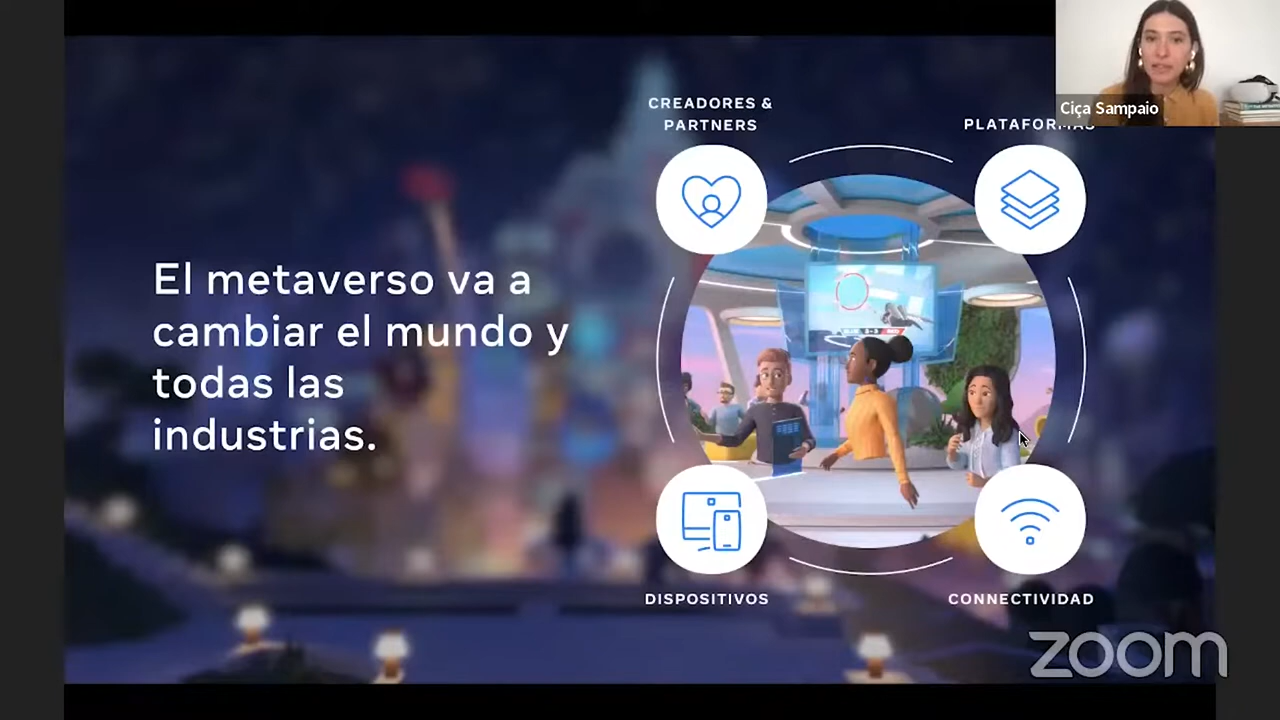 CREADORES &
PARTNERS
PLATAFORMAS
Ciça Sampaio
El metaverso va a
cambiar el mundo y
todas las
industrias.
DISPOSITIVOS
CONNECTIVIDAD
zoom